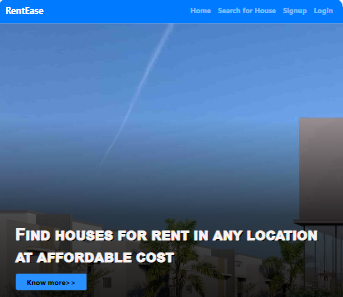 RentEase
Home Search for House Signup Login
Find houses for rent in any location
at affordable cost
Know more>>